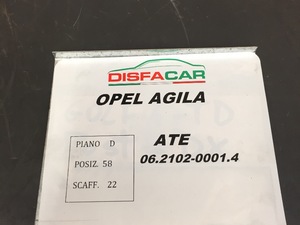 DISFACAR
OPEL AGILA
ATE
PIANO D
06.2102-0001.4
POSIZ. 58
SCAFF. 22